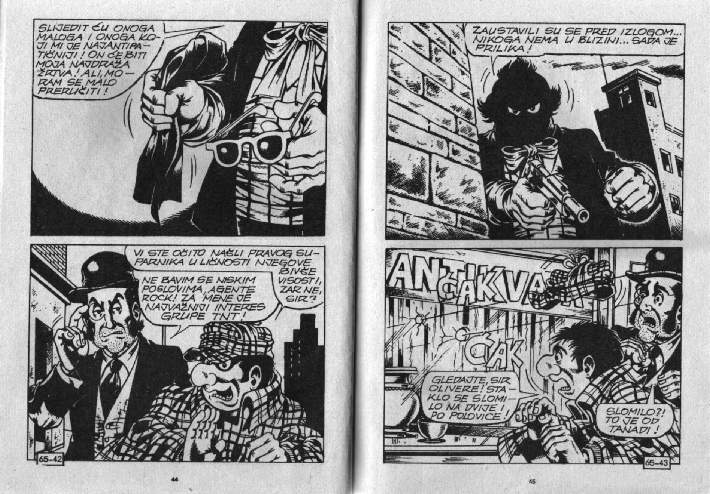 SLIJEDIT ĆU ONOGA
MALOGA I ONOGA KO-
JI MI JE NAJANTIPA-
TIČNIJI! ON ĆE BITI
MOJA NAJDRAŽA
ŽRTVA! ALI, MO-
RAM SE MALO
PRERUŠITI!
VI STE OČITO NAŠLI PRAVOG SU-
PARNIKA U LIČNOSTI NJEGOVE
BIVŠE
VISOSTI,
ZAR NE
SIR?
NE BAVIM SE NISKIM
POSLOVIMA, AGENTE
ROCK! ZA MENE JE
NAJVAŽNIJI INTERES
GRUPE TNT!
65-42
44
ZAUSTAVILI SU SE PRED IZLOGOM...
NIKOGA NEMA U BLIZINI... SADA JE
PRILIKA!
ANTIKVA
CAK
CAK
GLEDAJTE, SIR
OLIVERE! STA-
KLO SE SLOMI-
LO NA DVIJE I
PO POLOVICE!
SLOMILO?!
TO JE OD
TANADI!
65-43
45